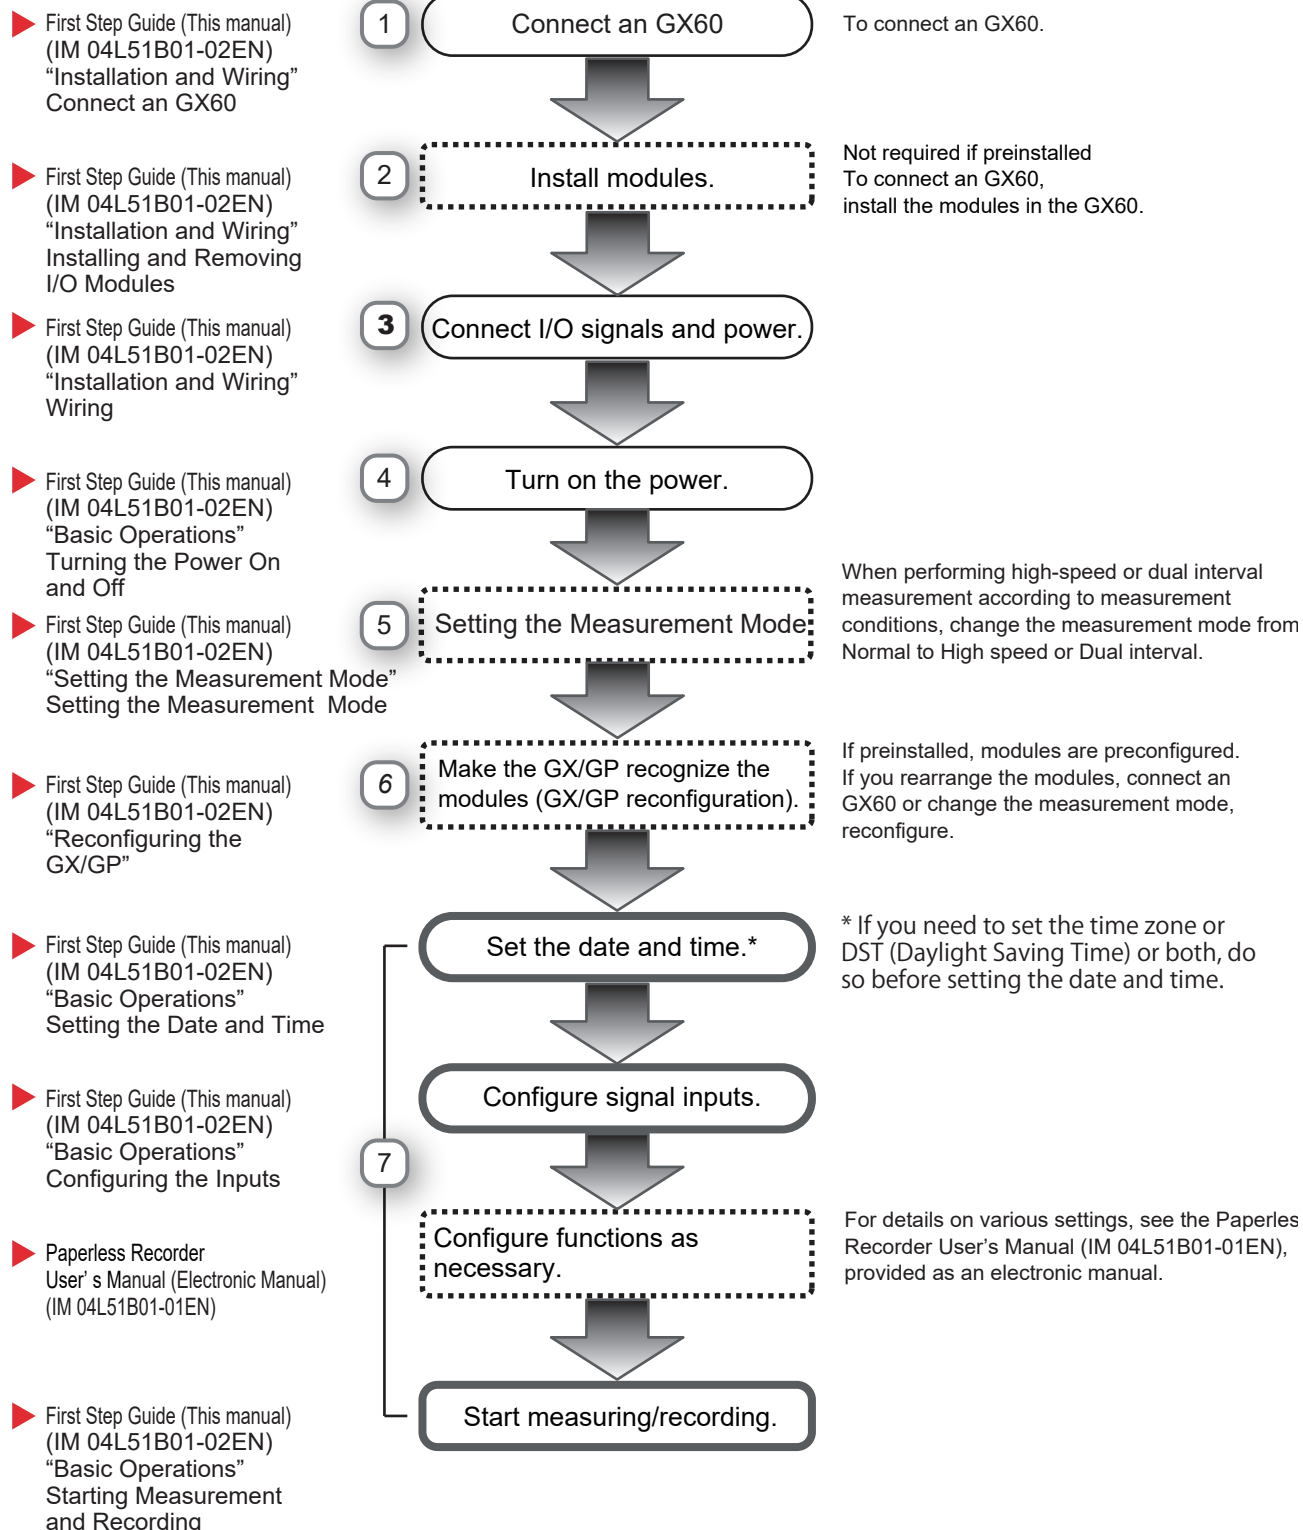 First Step Guide (This manual)
(IM 04L51B01-02EN)
“Installation and Wiring”
Connect an GX60
1
Connect an GX60
To connect an GX60.
First Step Guide (This manual)
(IM 04L51B01-02EN)
“Installation and Wiring”
Installing and Removing
I/O Modules
2
Install modules.
Not required if preinstalled
To connect an GX60,
install the modules in the GX60.
First Step Guide (This manual)
(IM 04L51B01-02EN)
“Installation and Wiring”
Wiring
3
Connect I/O signals and power.
First Step Guide (This manual)
(IM 04L51B01-02EN)
“Basic Operations”
Turning the Power On
and Off
4
Turn on the power.
First Step Guide (This manual)
(IM 04L51B01-02EN)
“Setting the Measurement Mode”
Setting the Measurement  Mode
5
Setting the Measurement Mode
When performing high-speed or dual interval
measurement according to measurement
conditions, change the measurement mode from
Normal to High speed or Dual interval.
First Step Guide (This manual)
(IM 04L51B01-02EN)
“Reconfiguring the
GX/GP”
6
Make the GX/GP recognize the
modules (GX/GP reconfiguration).
If preinstalled, modules are preconfigured.
If you rearrange the modules, connect an
GX60 or change the measurement mode,
reconfigure.
First Step Guide (This manual)
(IM 04L51B01-02EN)
“Basic Operations”
Setting the Date and Time
Set the date and time.*
* If you need to set the time zone or
DST (Daylight Saving Time) or both, do
so before setting the date and time.
First Step Guide (This manual)
(IM 04L51B01-02EN)
“Basic Operations”
Configuring the Inputs
7
Configure signal inputs.
Paperless Recorder
User’ s Manual (Electronic Manual)
(IM 04L51B01-01EN)
Configure functions as
necessary.
For details on various settings, see the Paperles
Recorder User’s Manual (IM 04L51B01-01EN),
provided as an electronic manual.
First Step Guide (This manual)
(IM 04L51B01-02EN)
“Basic Operations”
Starting Measurement
and Recording
Start measuring/recording.